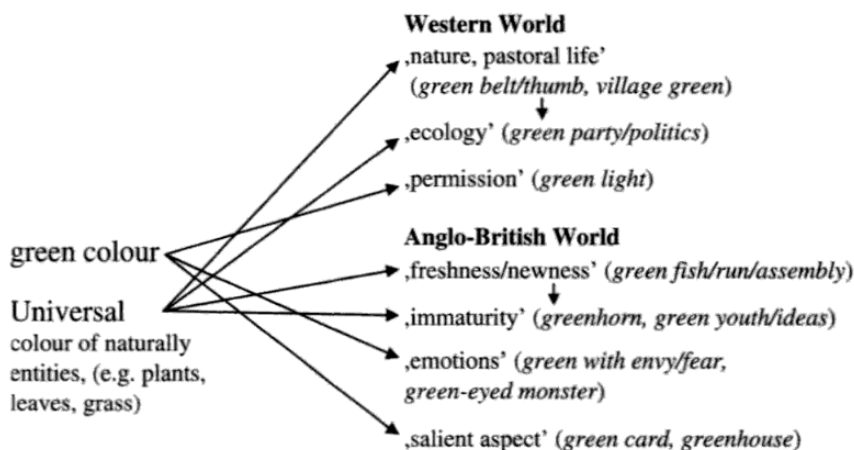 Western World
‚nature, pastoral life’
(green belt/thumb, village green)
‚ecology’ (green party/politics)
‚permission’ (green light)
green colour
Anglo-British World
Universal
colour of naturally
entities, (e.g. plants,
leaves, grass)
‚freshness/newness’ (green fish/run/assembly)
‚immaturity’ (greenhorn, green youth/ideas)
‚emotions’ (green with envy/fear,
green-eyed monster)
‚salient aspect’ (green card, greenhouse)